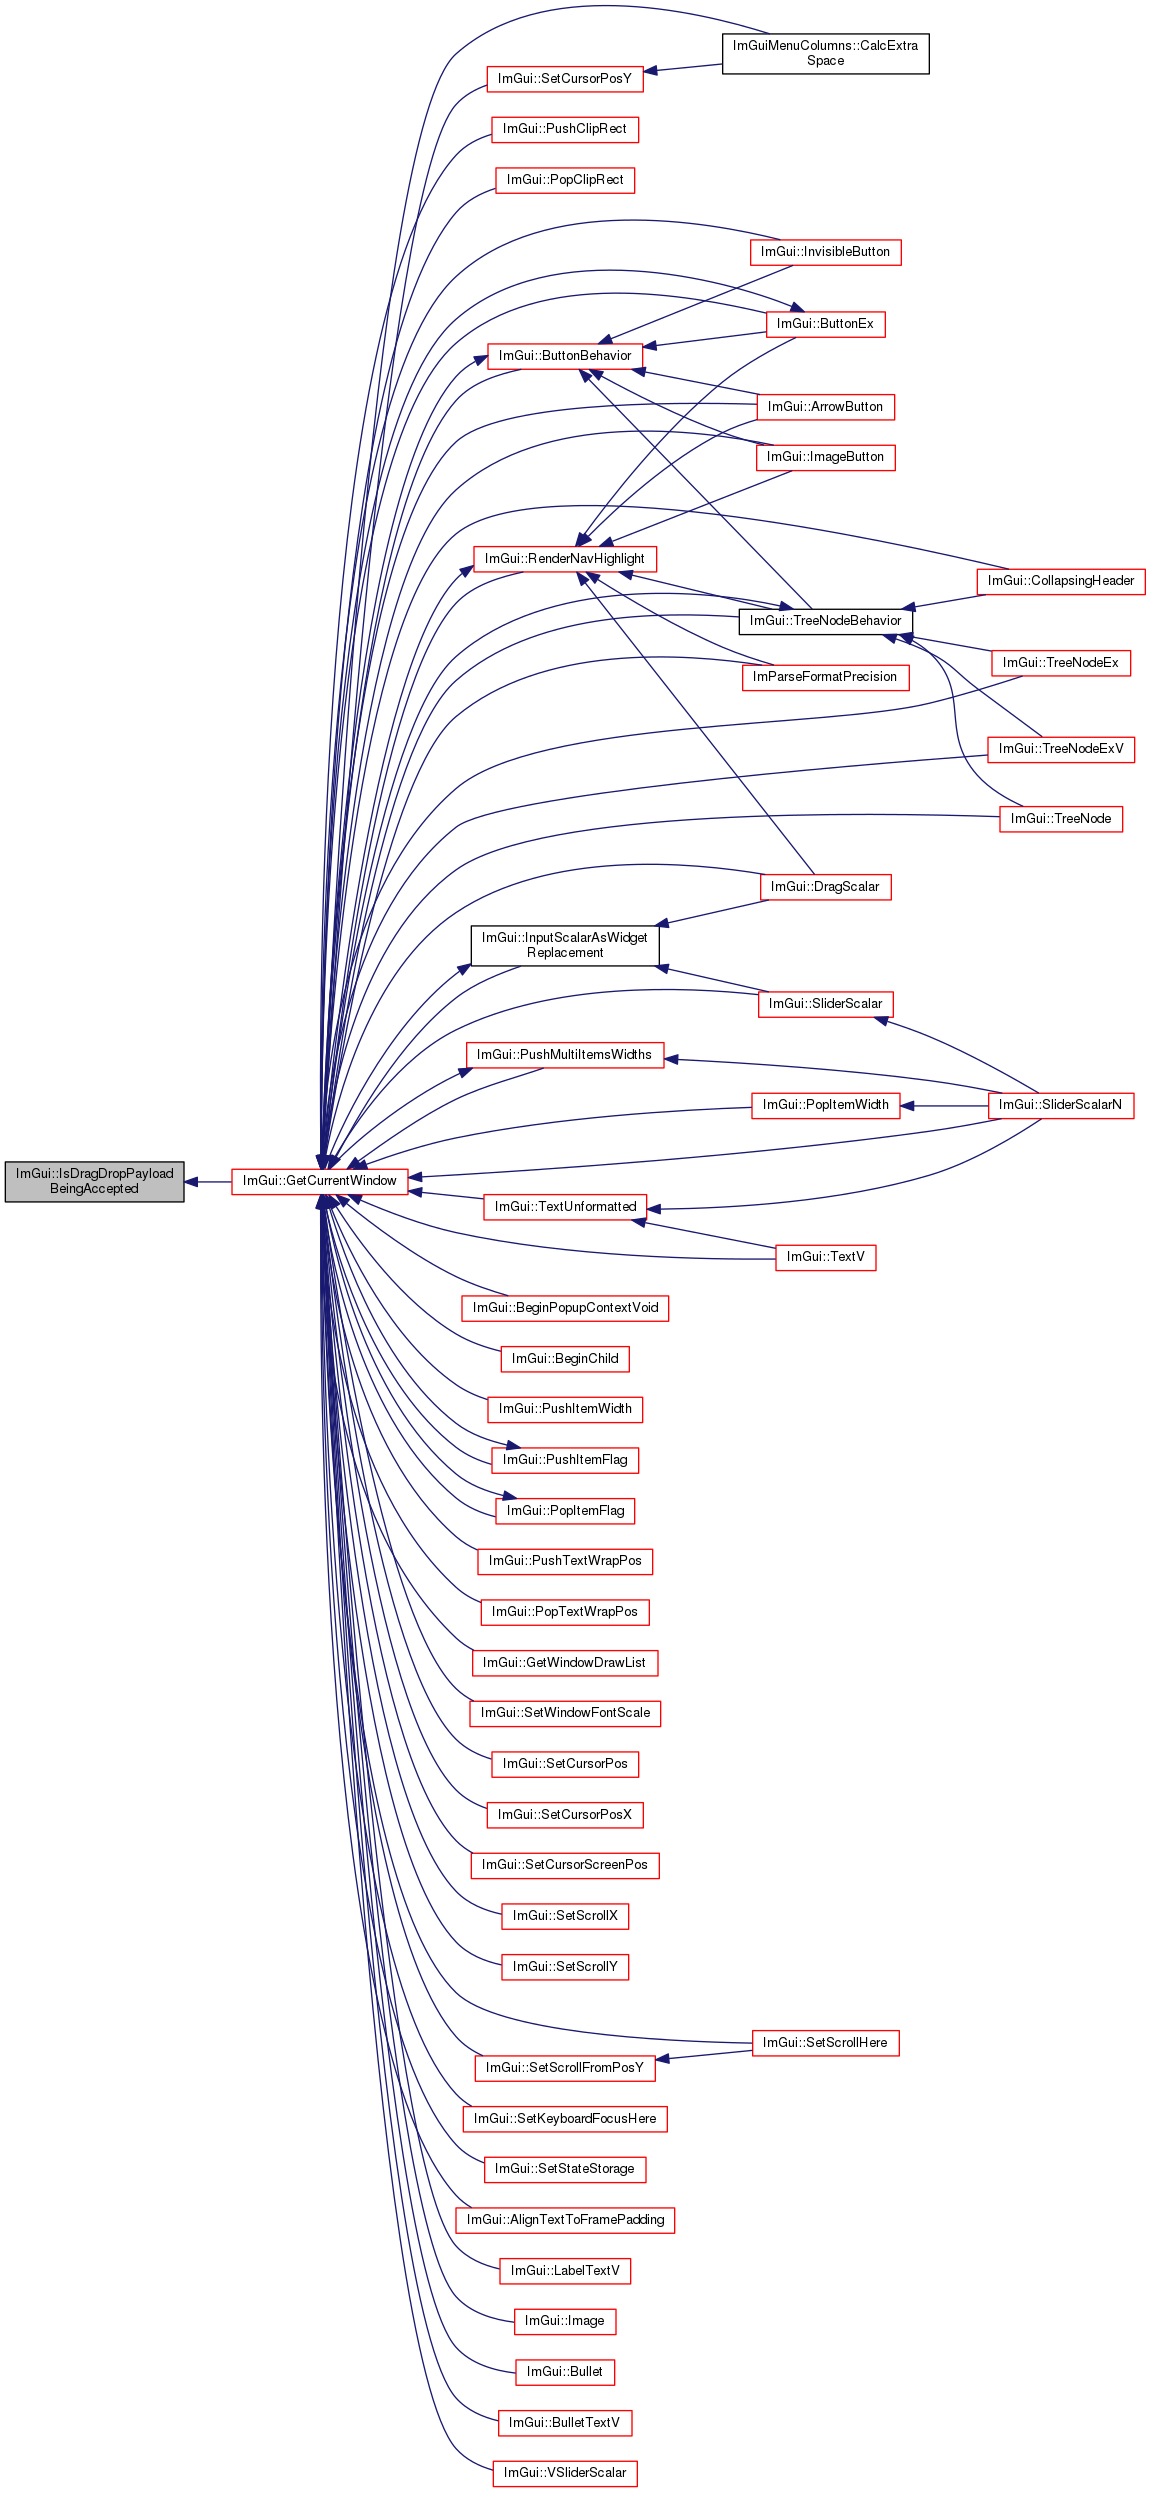 ImGuiMenuColumns::CalcExtra
Space
ImGui::SetCursorPosY
ImGui::PushClipRect
ImGui::PopClipRect
ImGui::InvisibleButton
ImGui::ButtonEx
ImGui::ButtonBehavior
ImGui::ArrowButton
ImGui::ImageButton
ImGui::RenderNavHighlight
ImGui::CollapsingHeader
ImGui::TreeNodeBehavior
ImGui::TreeNodeEx
ImParseFormatPrecision
ImGui::TreeNodeExV
ImGui::TreeNode
ImGui::DragScalar
ImGui::InputScalarAsWidget
Replacement
ImGui::SliderScalar
ImGui::PushMultiItemsWidths
ImGui::PopItemWidth
ImGui::SliderScalarN
ImGui::IsDragDropPayload
BeingAccepted
ImGui::GetCurrentWindow
ImGui::TextUnformatted
ImGui::TextV
ImGui::BeginPopupContextVoid
ImGui::BeginChild
ImGui::PushItemWidth
ImGui::PushItemFlag
ImGui::PopItemFlag
ImGui::PushTextWrapPos
ImGui::PopTextWrapPos
ImGui::GetWindowDrawList
ImGui::SetWindowFontScale
ImGui::SetCursorPos
ImGui::SetCursorPosX
ImGui::SetCursorScreenPos
ImGui::SetScrollX
ImGui::SetScrollY
ImGui::SetScrollHere
ImGui::SetScrollFromPosY
ImGui::SetKeyboardFocusHere
ImGui::SetStateStorage
ImGui::AlignTextToFramePadding
ImGui::LabelTextV
ImGui::Image
ImGui::Bullet
ImGui::BulletTextV
ImGui::VSliderScalar